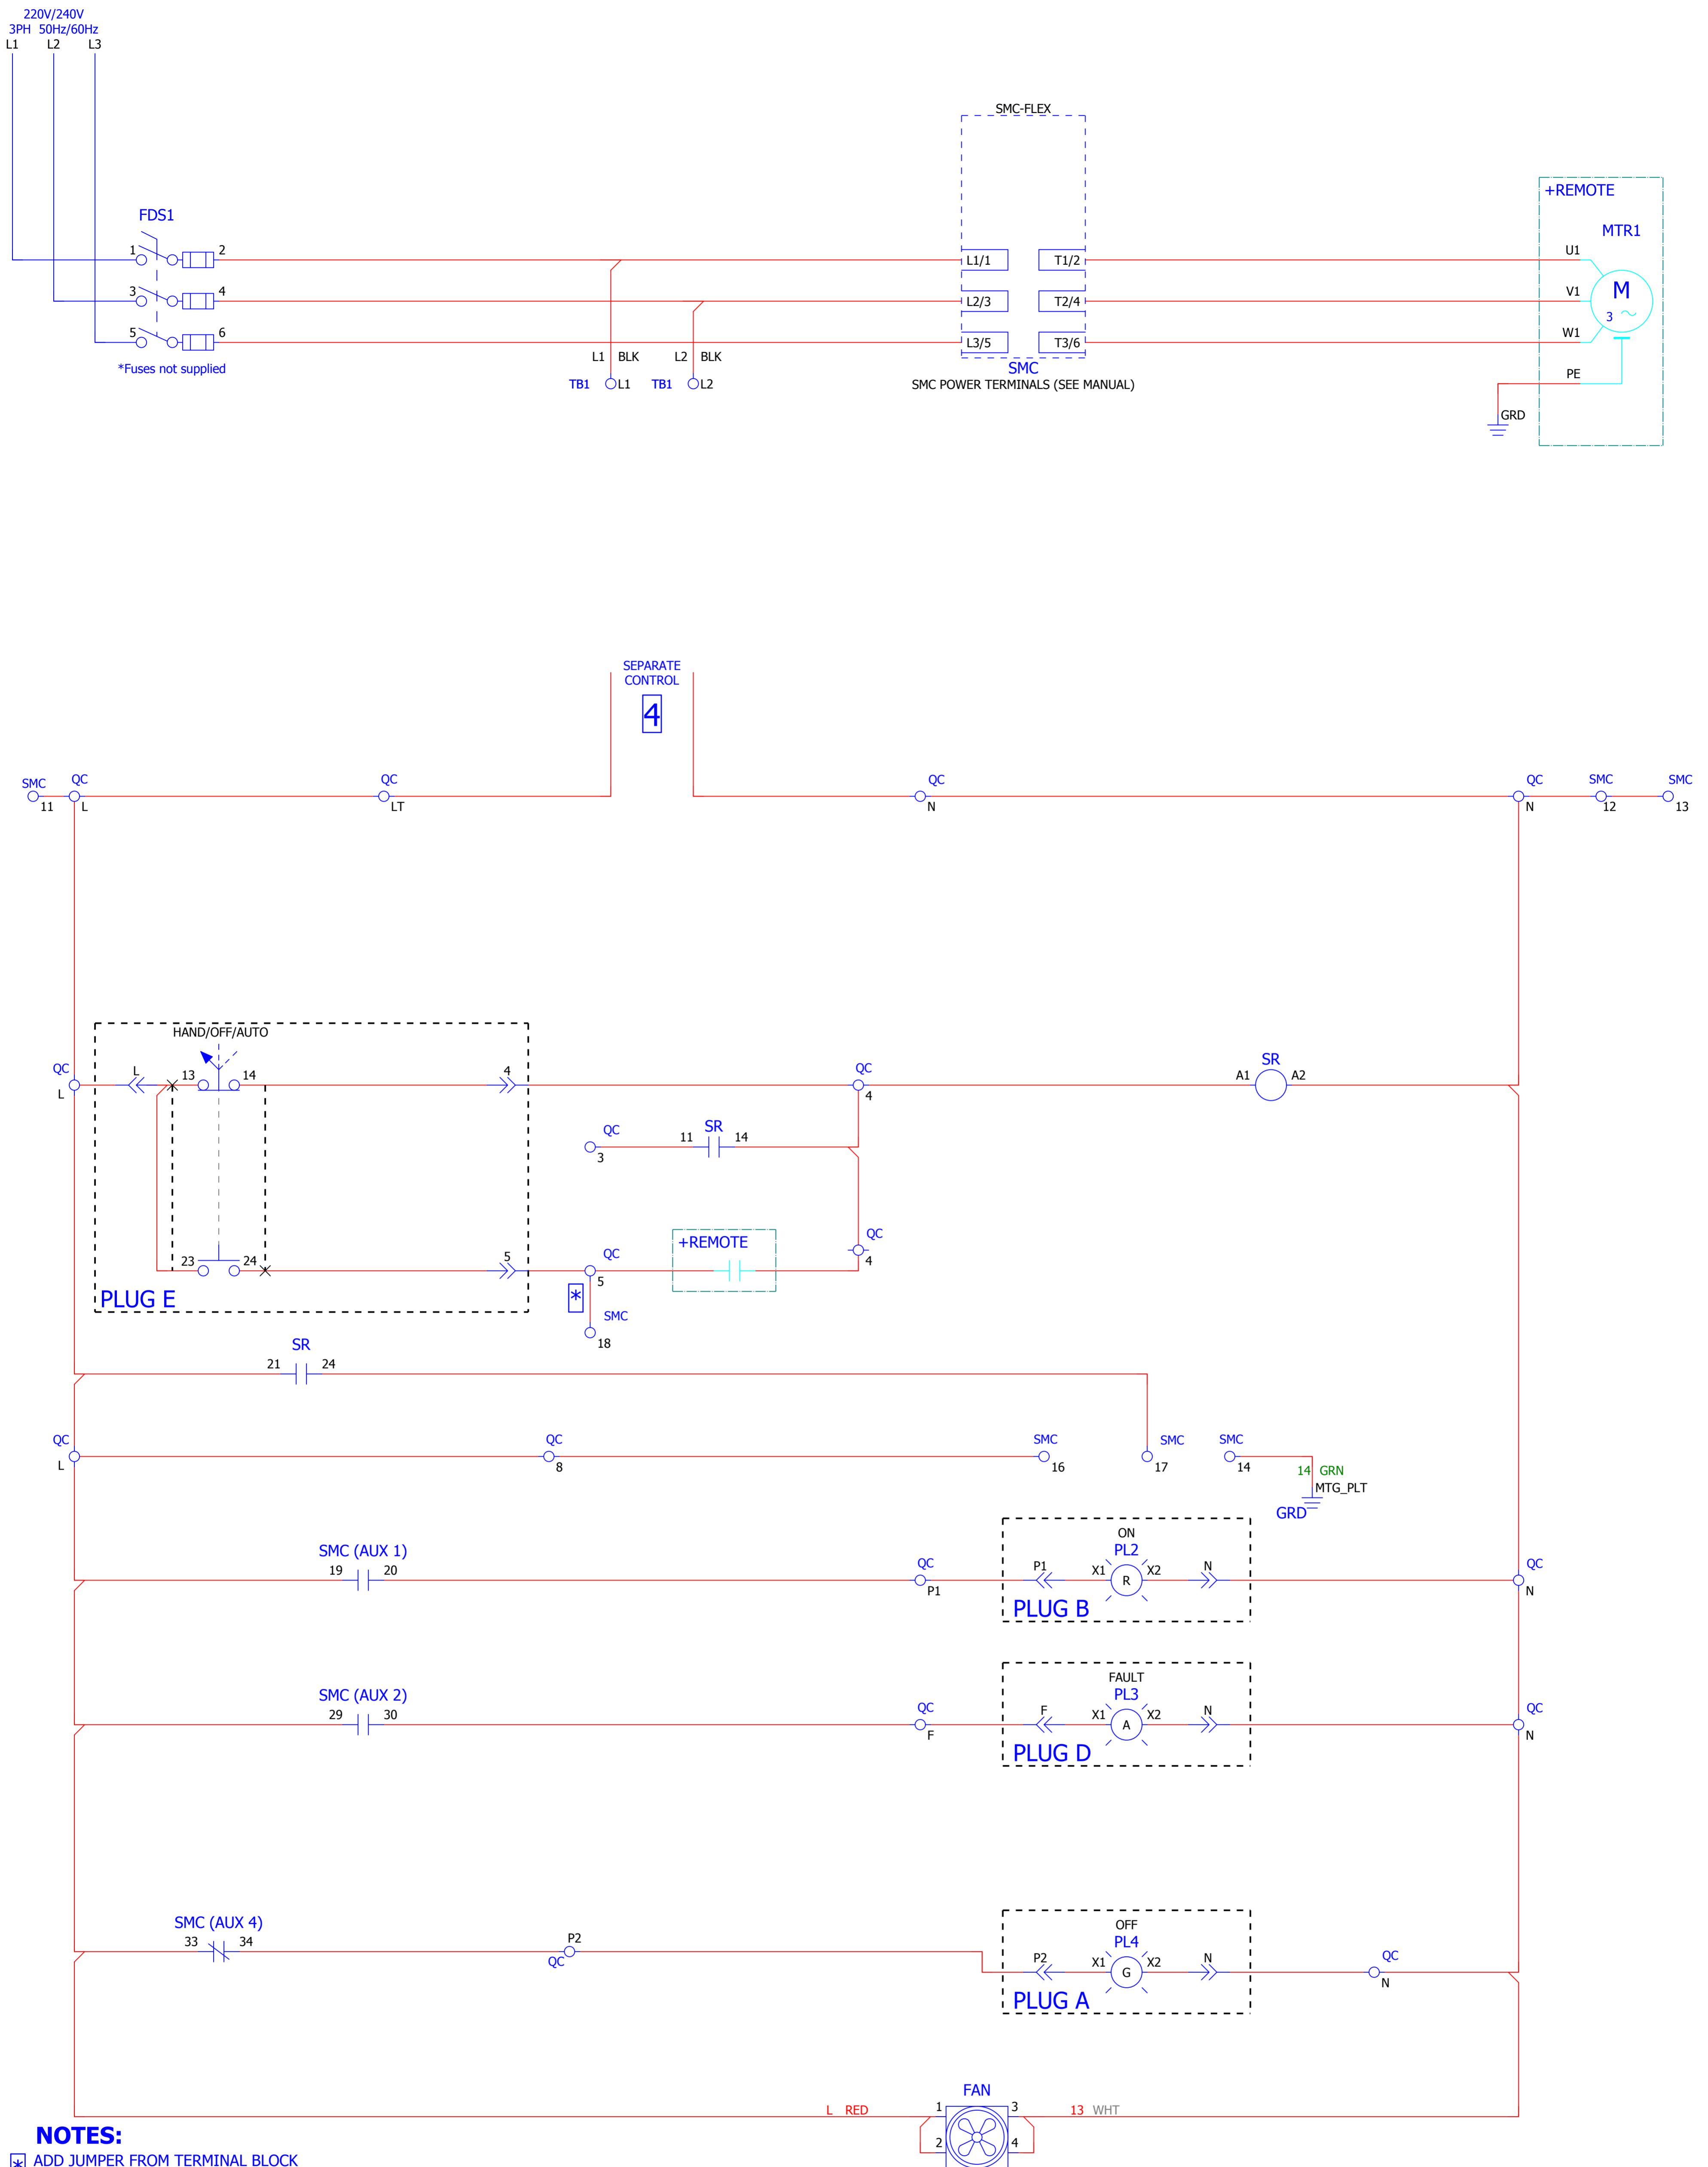 220V/240V
3PH 50Hz/60Hz
L1 L2 L3
SMC-FLEX
+REMOTE
MTR1
FDS1
1 2
L1/1 T1/2
U1
3 4
L2/3 T2/4
V1
M
3
5 6
L3/5 T3/6
W1
*Fuses not supplied
L1 BLK L2 BLK
SMC
TB1 L1 TB1 L2
SMC POWER TERMINALS (SEE MANUAL)
PE
GRD
SEPARATE
CONTROL
4
SMC QC QC QC QC SMC SMC
11 L LT N N 12 13
HAND/OFF/AUTO
QC L 13 14 4 QC SR
L 4 A1 A2
QC 11 SR 14
3
+REMOTE
QC
4
23 24 5 QC
5
PLUG E
*
SMC
18
SR
21 24
QC QC SMC SMC SMC
L 8 16 17 14
14 GRN
MTG_PLT
GRD
ON
SMC (AUX 1)
19 20
QC
P1
P1 PL2
X1 R X2 N
QC
N
PLUG B
FAULT
SMC (AUX 2)
29 30
QC
F
F PL3
X1 A X2 N
QC
N
PLUG D
SMC (AUX 4)
33 34
P2
QC
OFF
PL4
P2 X1 G X2 N
QC
N
PLUG A
FAN
L RED 1 3 13 WHT
2 4
NOTES:
* ADD JUMPER FROM TERMINAL BLOCK